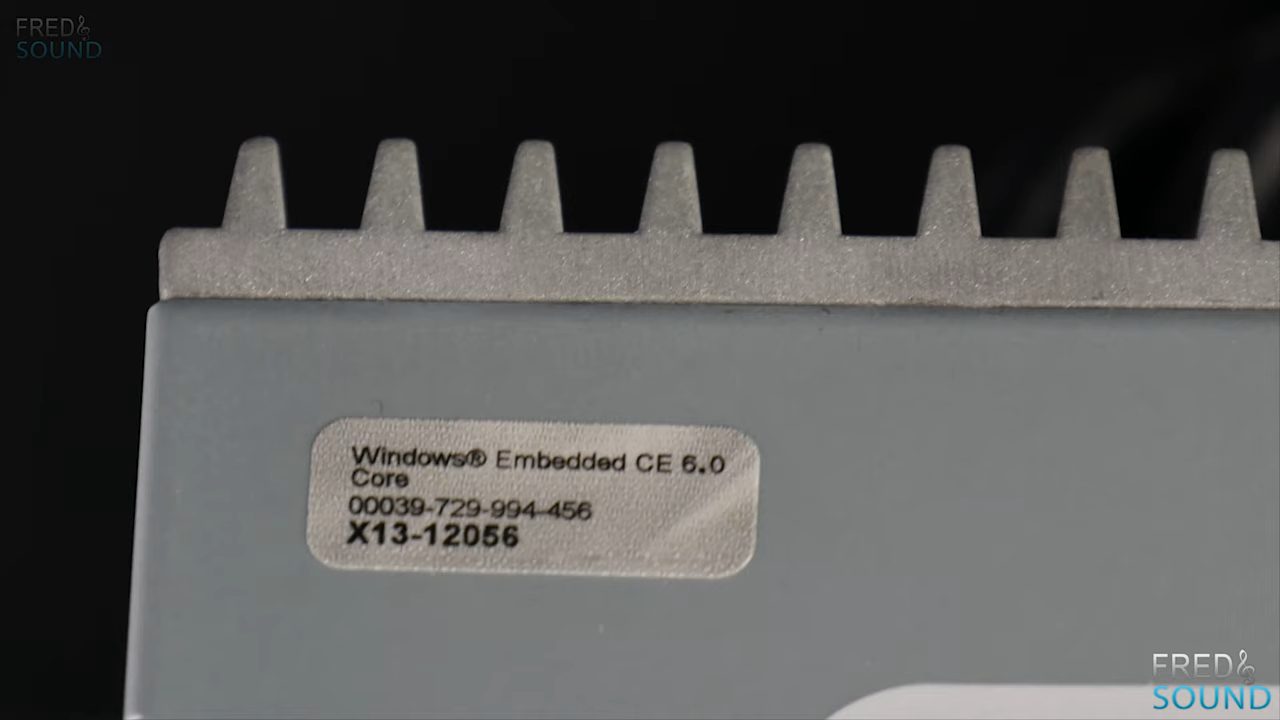 FRED
SOUND
Windows® Embedded CE 6.0
Core
00039-729-994-456
X13-12056
FRED
SOUND